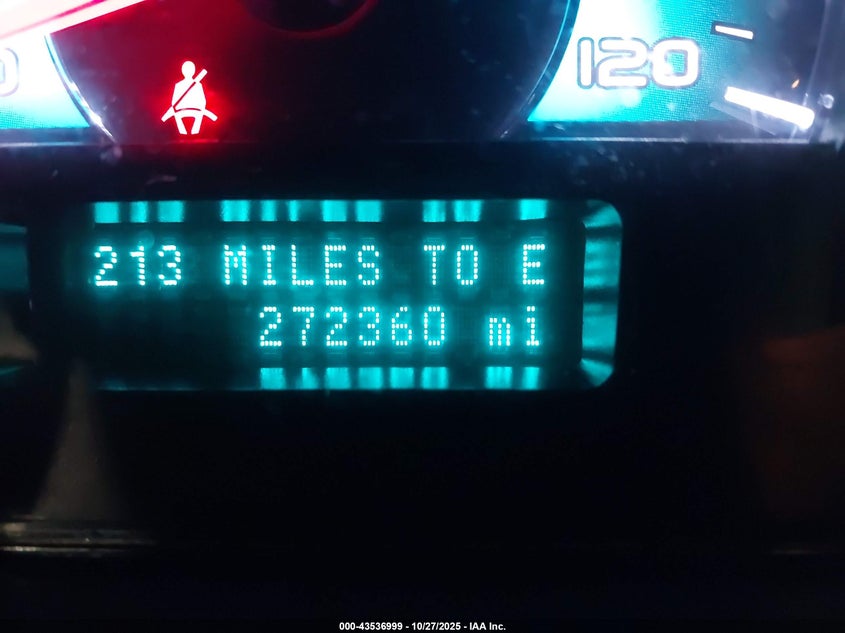 120
213 MILES TO E
272360 mi
000-43536999 - 10/27/2025 - IAA Inc.